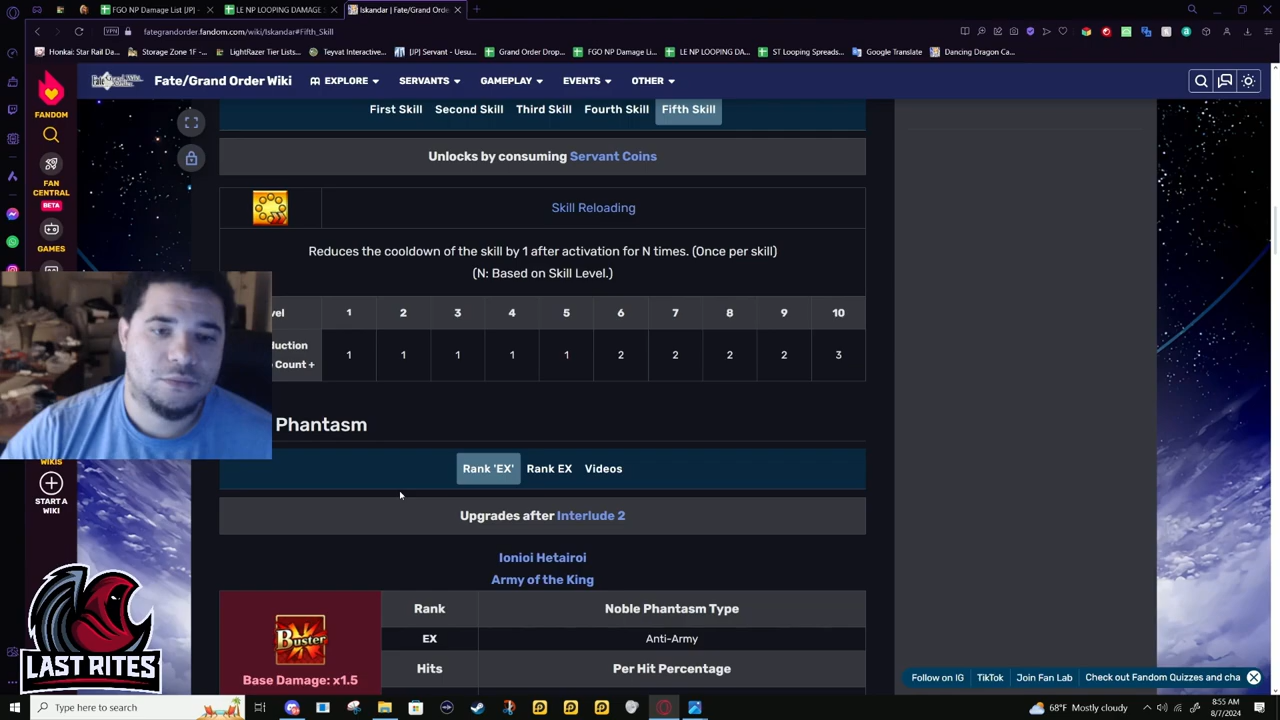 FGO NP Damage List [JP] -
LE NP LOOPING DAMAGE
Iskandar | Fate/Grand Orde
VPN
fategrandorder.fandom.com/wiki/Iskandar#Fifth_Skill
Honkai: Star Rail Da...
Storage Zone 1F -...
LightRazer Tier Lists...
Teyvat Interactive...
[JP] Servant - Uesu...
Grand Order Drop...
FGO NP Damage Li...
LE NP LOOPING DA...
ST Looping Spreads...
Google Translate
Dancing Dragon Ca...
FANDOM
Fate/Grand Order Wiki
EXPLORE
SERVANTS
GAMEPLAY
EVENTS
OTHER
First Skill
Second Skill
Third Skill
Fourth Skill
Fifth Skill
FAN
CENTRAL
BETA
GAMES
Unlocks by consuming Servant Coins
Skill Reloading
Reduces the cooldown of the skill by 1 after activation for N times. (Once per skill)
(N: Based on Skill Level.)
vel 1 2 3 4 5 6 7 8 9 10
duction
Count +
1 1 1 1 1 2 2 2 2 3
Phantasm
WIKIS
START A
WIKI
Rank 'EX'
Rank EX
Videos
Upgrades after Interlude 2
Ionioi Hetairoi
Army of the King
Buster
Base Damage: x1.5
Rank
Noble Phantasm Type
EX
Anti-Army
Hits
Per Hit Percentage
LAST RITES
Follow on IG
TikTok
Join Fan Lab
Check out Fandom Quizzes and cha
Type here to search
68°F Mostly cloudy
8:55 AM
8/7/2024